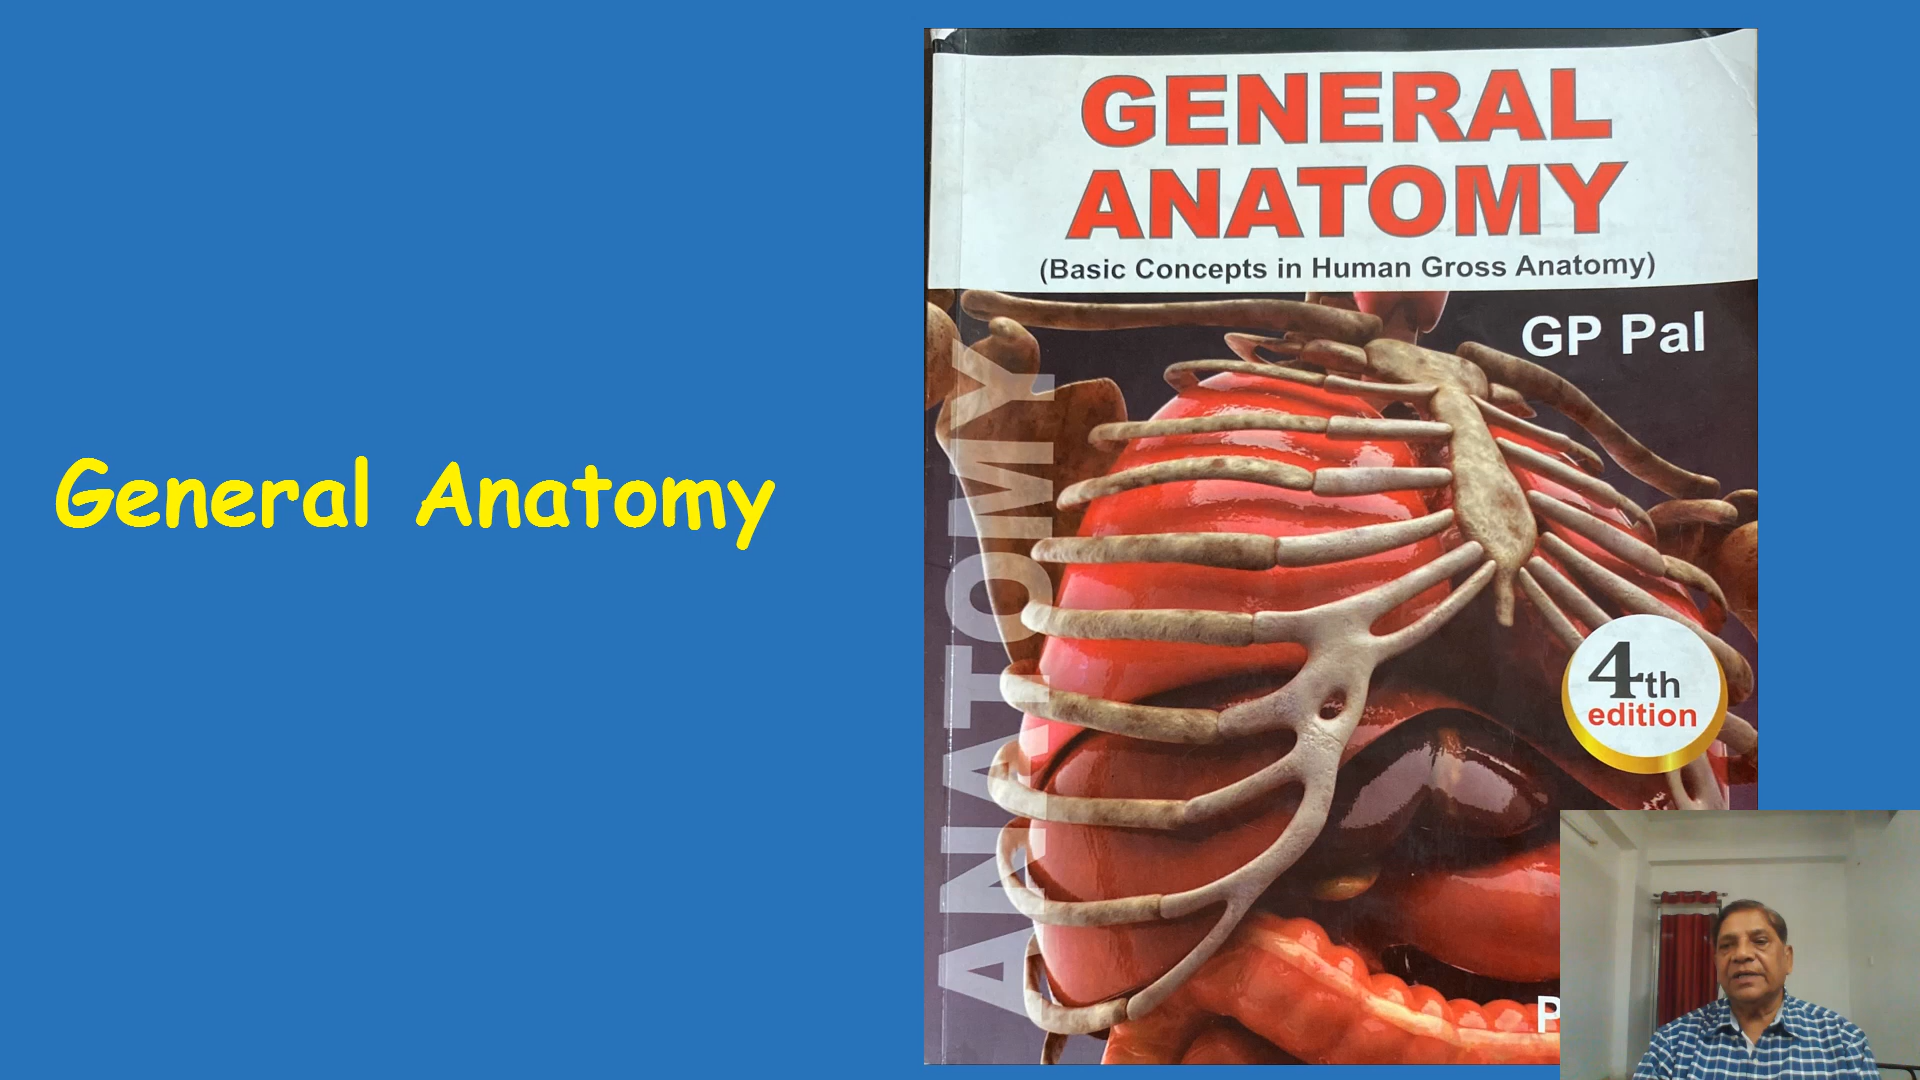 General Anatomy
GENERAL
ANATOMY
(Basic Concepts in Human Gross Anatomy)
GP Pal
ANATOMY
4th
edition